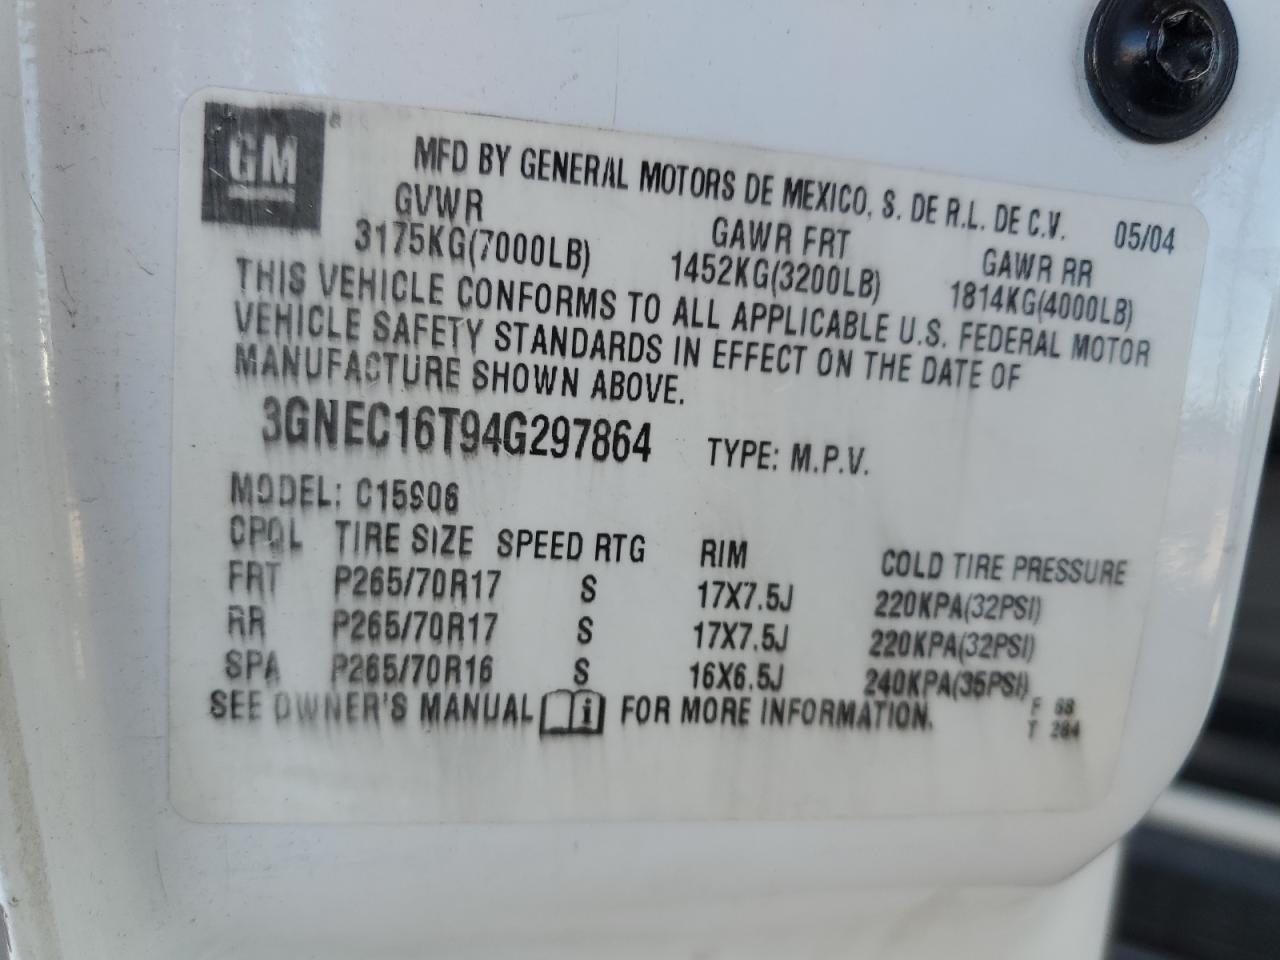 GM
MFD BY GENERAL MOTORS DE MEXICO, S. DE R.L. DE C.V. 05/04
GVWR GAWR FRT GAWR RR
3175KG(7000LB) 1452KG(3200LB) 1814KG(4000LB)
THIS VEHICLE CONFORMS TO ALL APPLICABLE U.S. FEDERAL MOTOR
VEHICLE SAFETY STANDARDS IN EFFECT ON THE DATE OF
MANUFACTURE SHOWN ABOVE.
3GNEC16T94G297864 TYPE: M.P.V.
MODEL: C15906
TIRE SIZE SPEED RTG RIM COLD TIRE PRESSURE
FRT P265/70R17 S 17X7.5J 220KPA(32PSI)
RR P265/70R17 S 17X7.5J 220KPA(32PSI)
SPA P265/70R16 S 16X6.5J 240KPA(35PSI)
SEE OWNER'S MANUAL i FOR MORE INFORMATION.
F
T 284